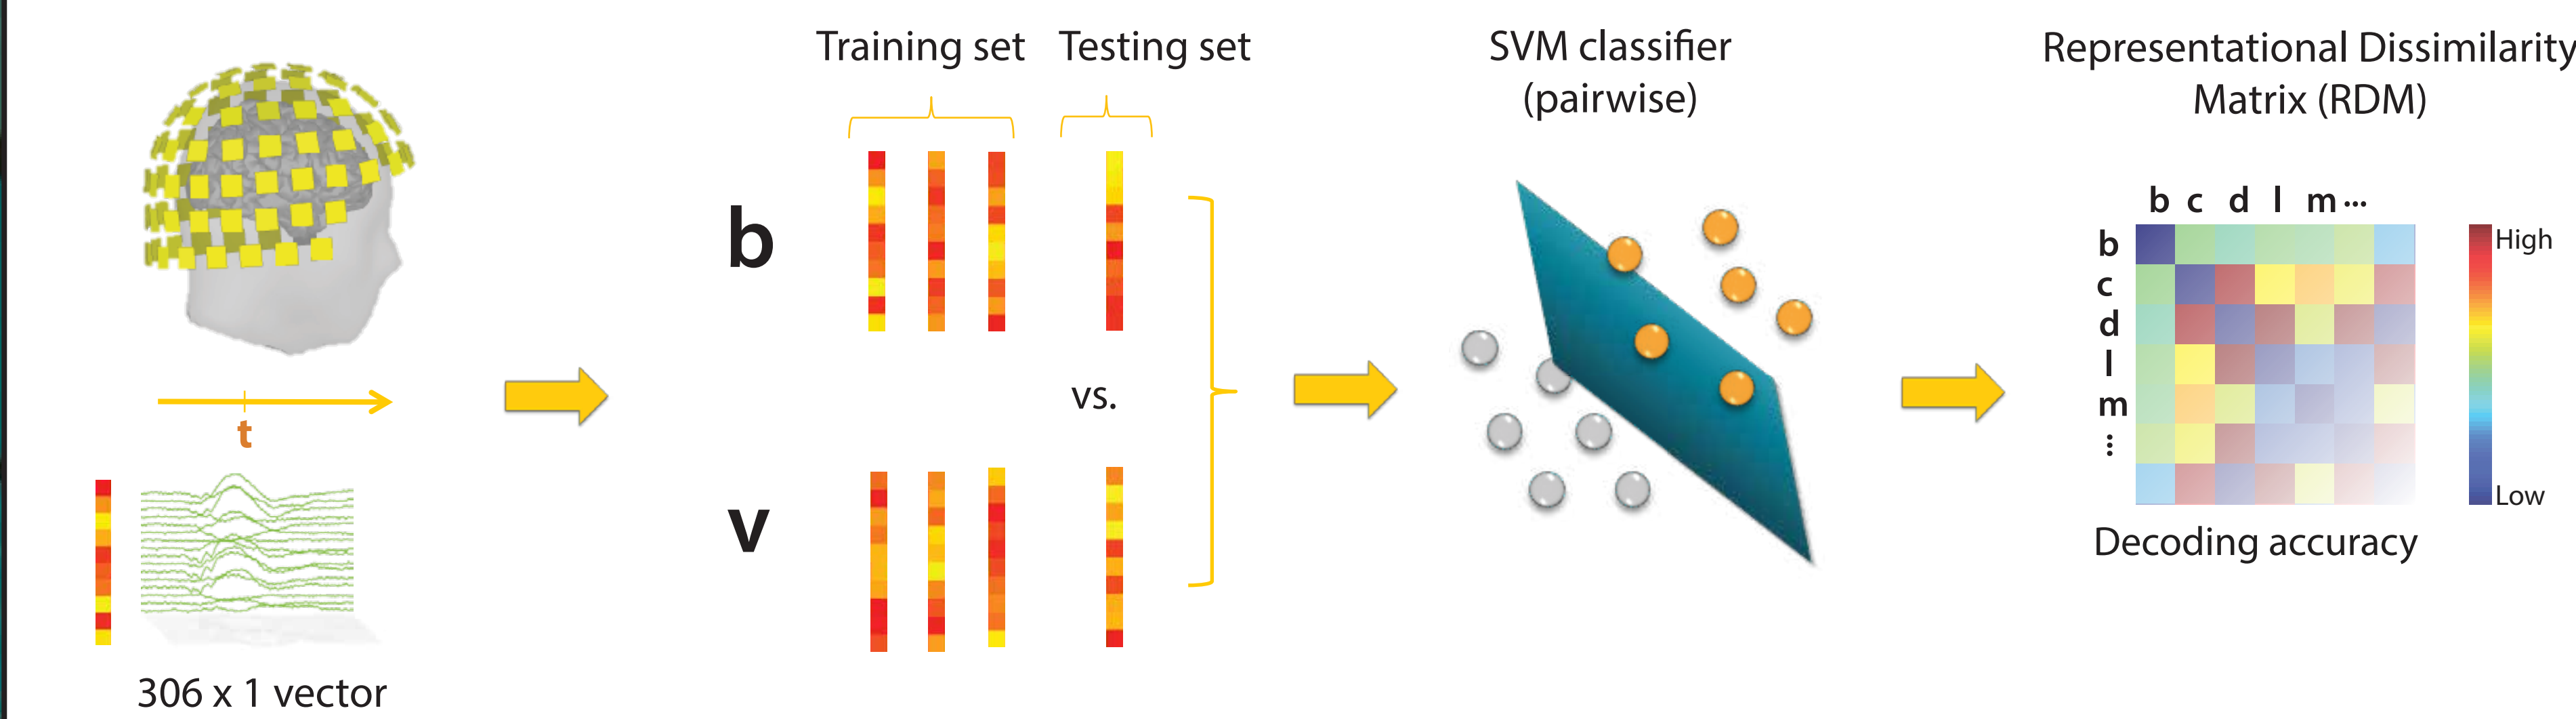 Training set
Testing set
SVM classifier
(pairwise)
Representational Dissimilarity
Matrix (RDM)
t
306 x 1 vector
b
vs.
v
b c d l m ...
b
c
d
l
m
...
High
Low
Decoding accuracy